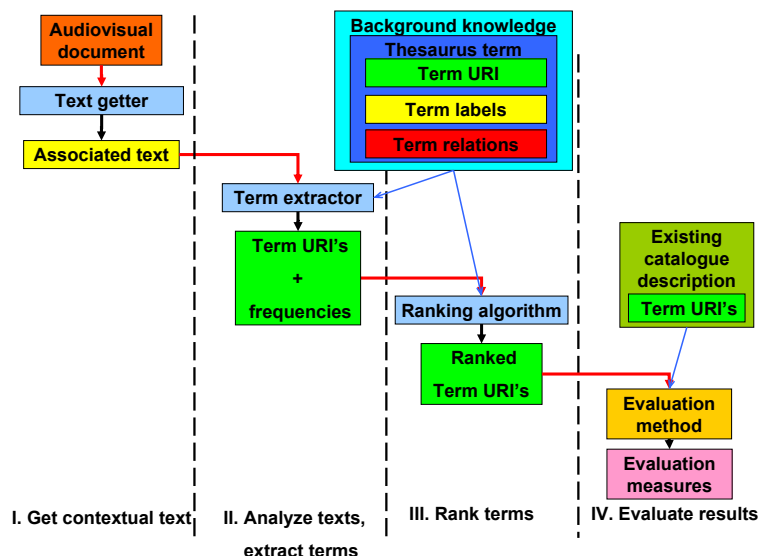 Audiovisual
document
Text getter
Associated text
Background knowledge
Thesaurus term
Term URI
Term labels
Term relations
Term extractor
Term URI's
+
frequencies
Ranking algorithm
Ranked
Term URI's
Existing
catalogue
description
Term URI's
Evaluation
method
Evaluation
measures
I. Get contextual text
II. Analyze texts,
extract terms
III. Rank terms
IV. Evaluate results